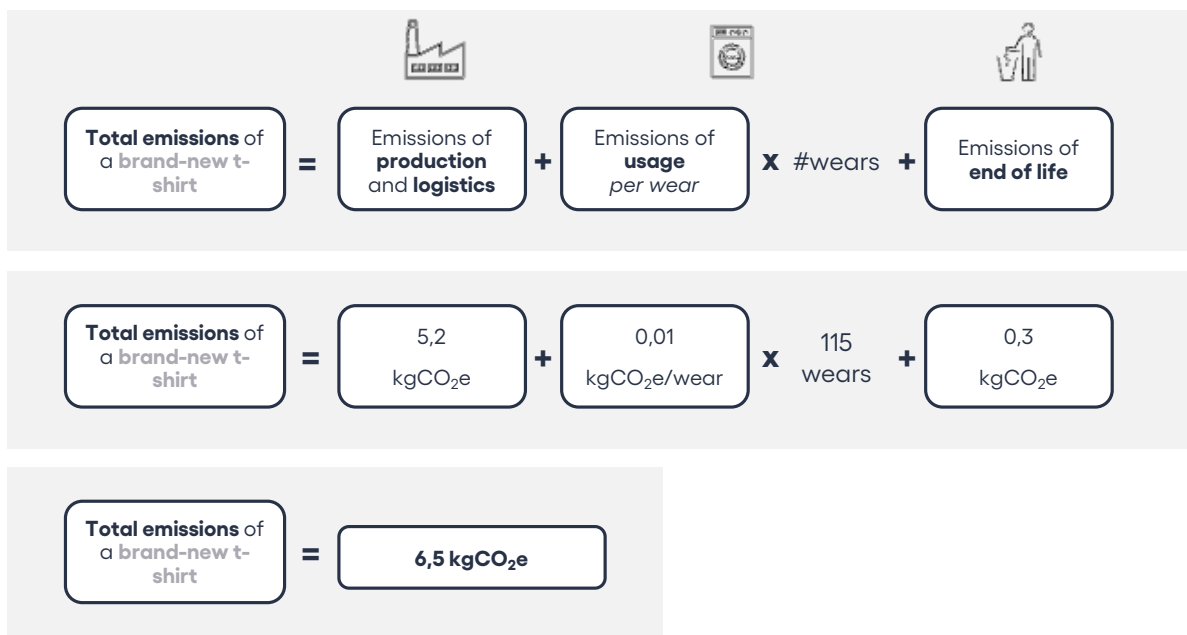 Total emissions of
a brand-new t-
shirt
=
Emissions of
production
and logistics
+
Emissions of
usage
per wear
x #wears +
Emissions of
end of life
Total emissions of
a brand-new t-
shirt
=
5,2
kgCO₂e
+
0,01
kgCO₂e/wear
x
115
wears
+
0,3
kgCO₂e
Total emissions of
a brand-new t-
shirt
=
6,5 kgCO₂e